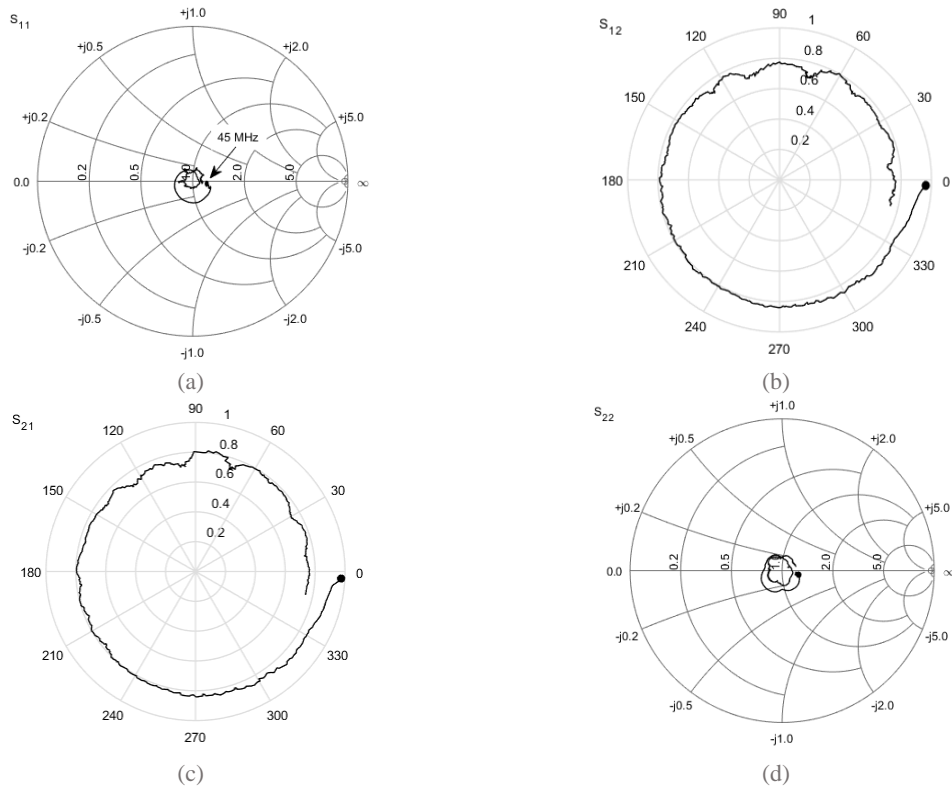 S11
+j1.0
+j0.5
+j2.0
+j0.2
+j5.0
45 MHz
0.0
0.2
0.5
1.0
2.0
5.0
∞
-j0.2
-j5.0
-j0.5
-j2.0
-j1.0
(a)
S12
90
1
120
60
0.8
0.6
150
30
0.4
0.2
180
0
210
330
240
300
270
(b)
S21
90
1
120
60
0.8
0.6
150
30
0.4
0.2
180
0
210
330
240
300
270
(c)
S22
+j1.0
+j0.5
+j2.0
+j0.2
+j5.0
0.0
0.2
0.5
2.0
5.0
∞
-j0.2
-j5.0
-j0.5
-j2.0
-j1.0
(d)